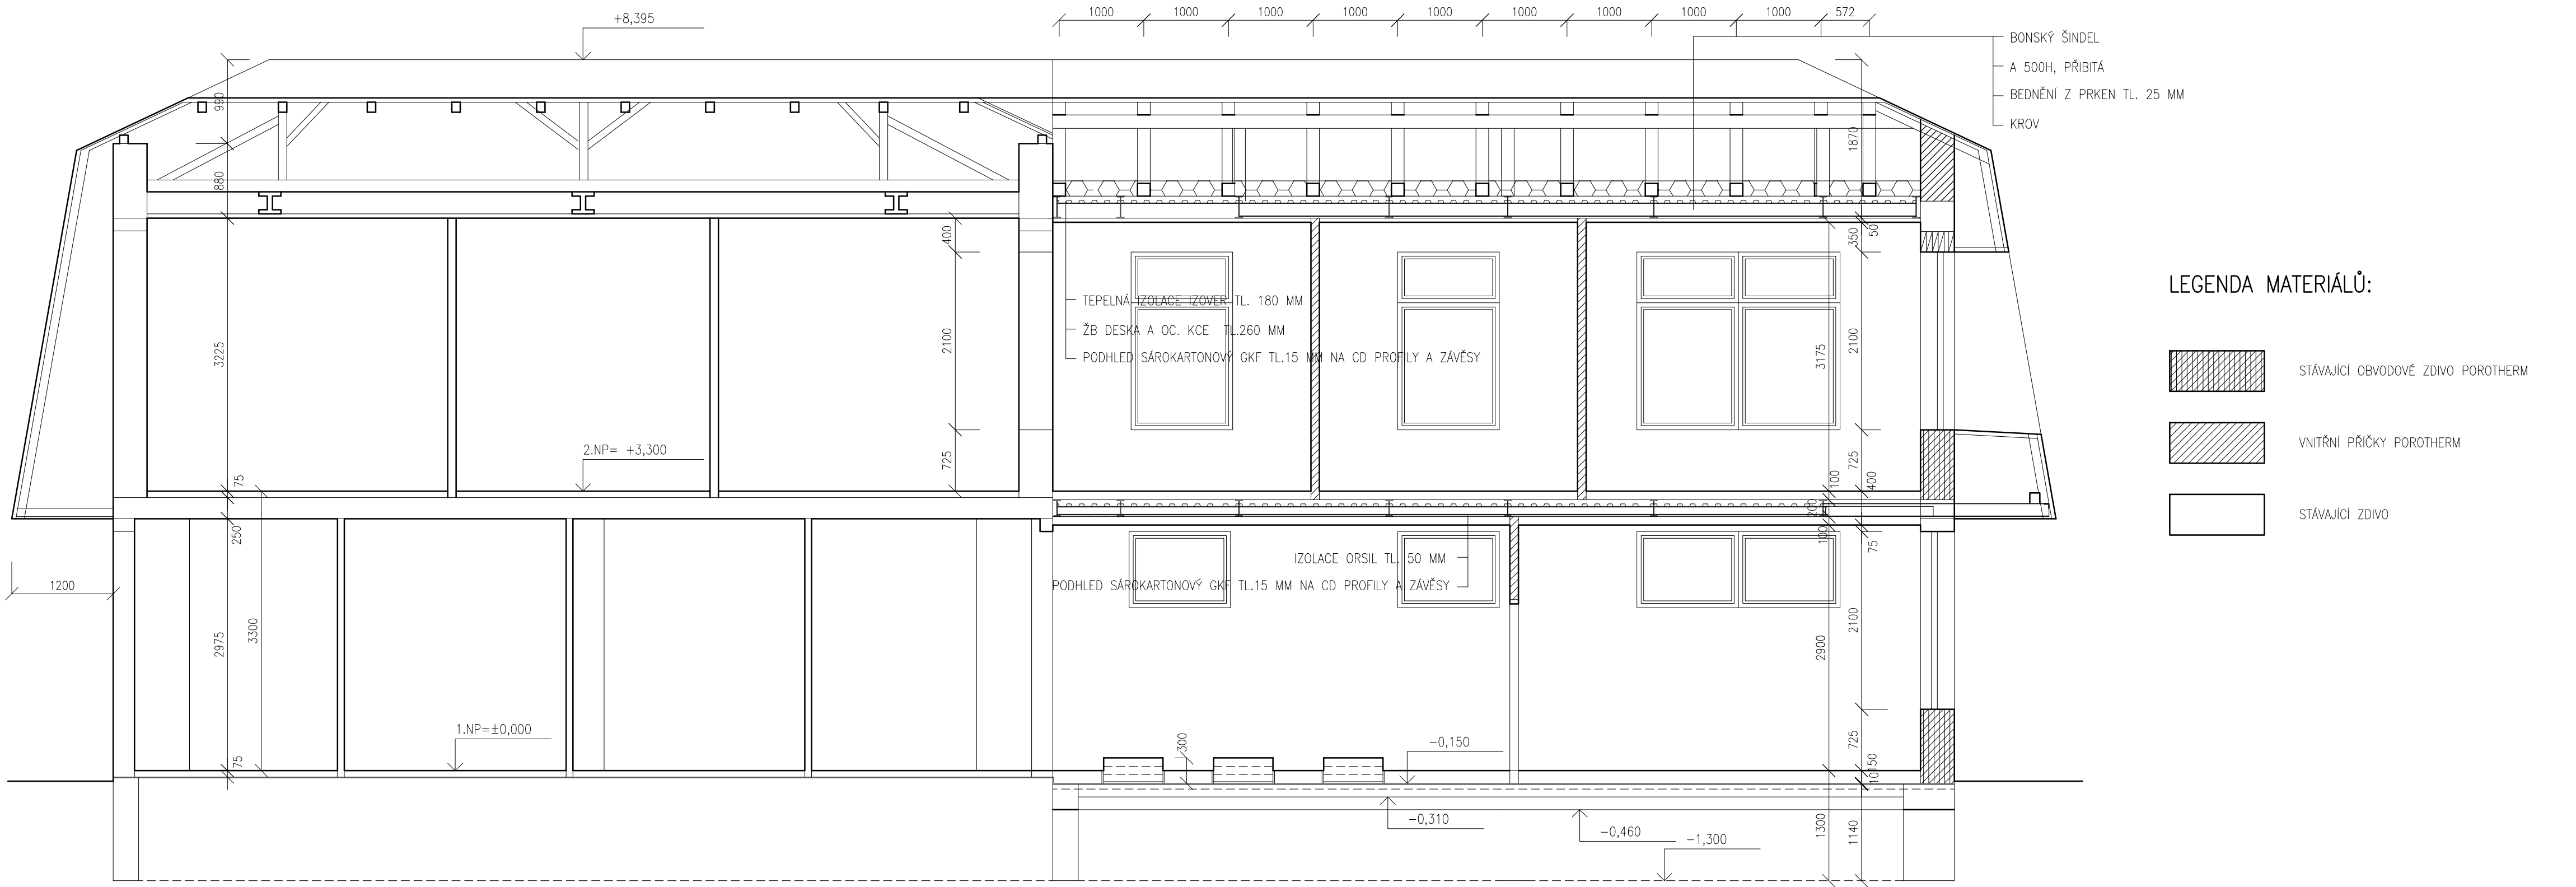 +8,395
1000 1000 1000 1000 1000 1000 1000 1000 1000 572
BONSKÝ ŠINDEL
A 500H, PŘIBITÁ
BEDNĚNÍ Z PRKEN TL. 25 MM
KROV
990
1870
880
400
350
50
LEGENDA MATERIÁLŮ:
TEPELNÁ IZOLACE IZOVER TL. 180 MM
ŽB DESKA A OC. KCE TL.260 MM
PODHLED SÁROKARTONOVÝ GKF TL.15 MM NA CD PROFILY A ZÁVĚSY
3225
2100
3175
2100
STÁVAJÍCÍ OBVODOVÉ ZDIVO POROTHERM
VNITŘNÍ PŘÍČKY POROTHERM
STÁVAJÍCÍ ZDIVO
2.NP= +3,300
725
725
75
100
400
200
250
100
75
IZOLACE ORSIL TL. 50 MM
PODHLED SÁROKARTONOVÝ GKF TL.15 MM NA CD PROFILY A ZÁVĚSY
1200
2975
3300
2900
2100
1.NP=±0,000
300
-0,150
725
75
150
10
-0,310
-0,460
-1,300
1300
1140